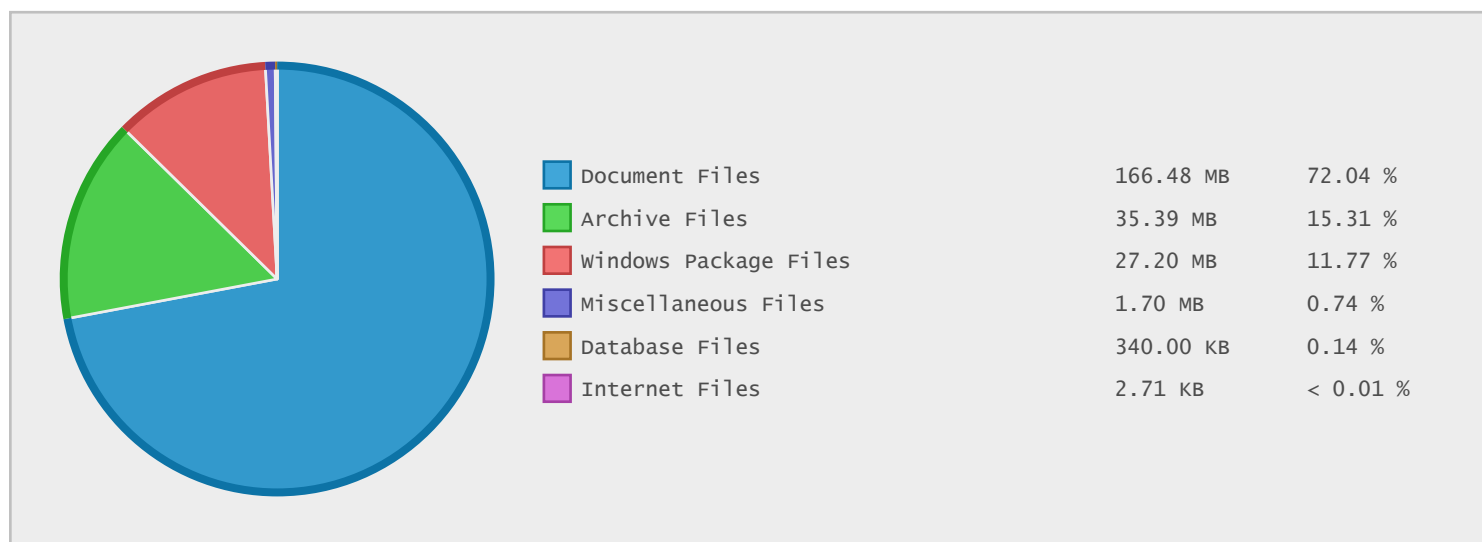 Document Files 166.48 MB 72.04 %
Archive Files 35.39 MB 15.31 %
Windows Package Files 27.20 MB 11.77 %
Miscellaneous Files 1.70 MB 0.74 %
Database Files 340.00 KB 0.14 %
Internet Files 2.71 KB < 0.01 %